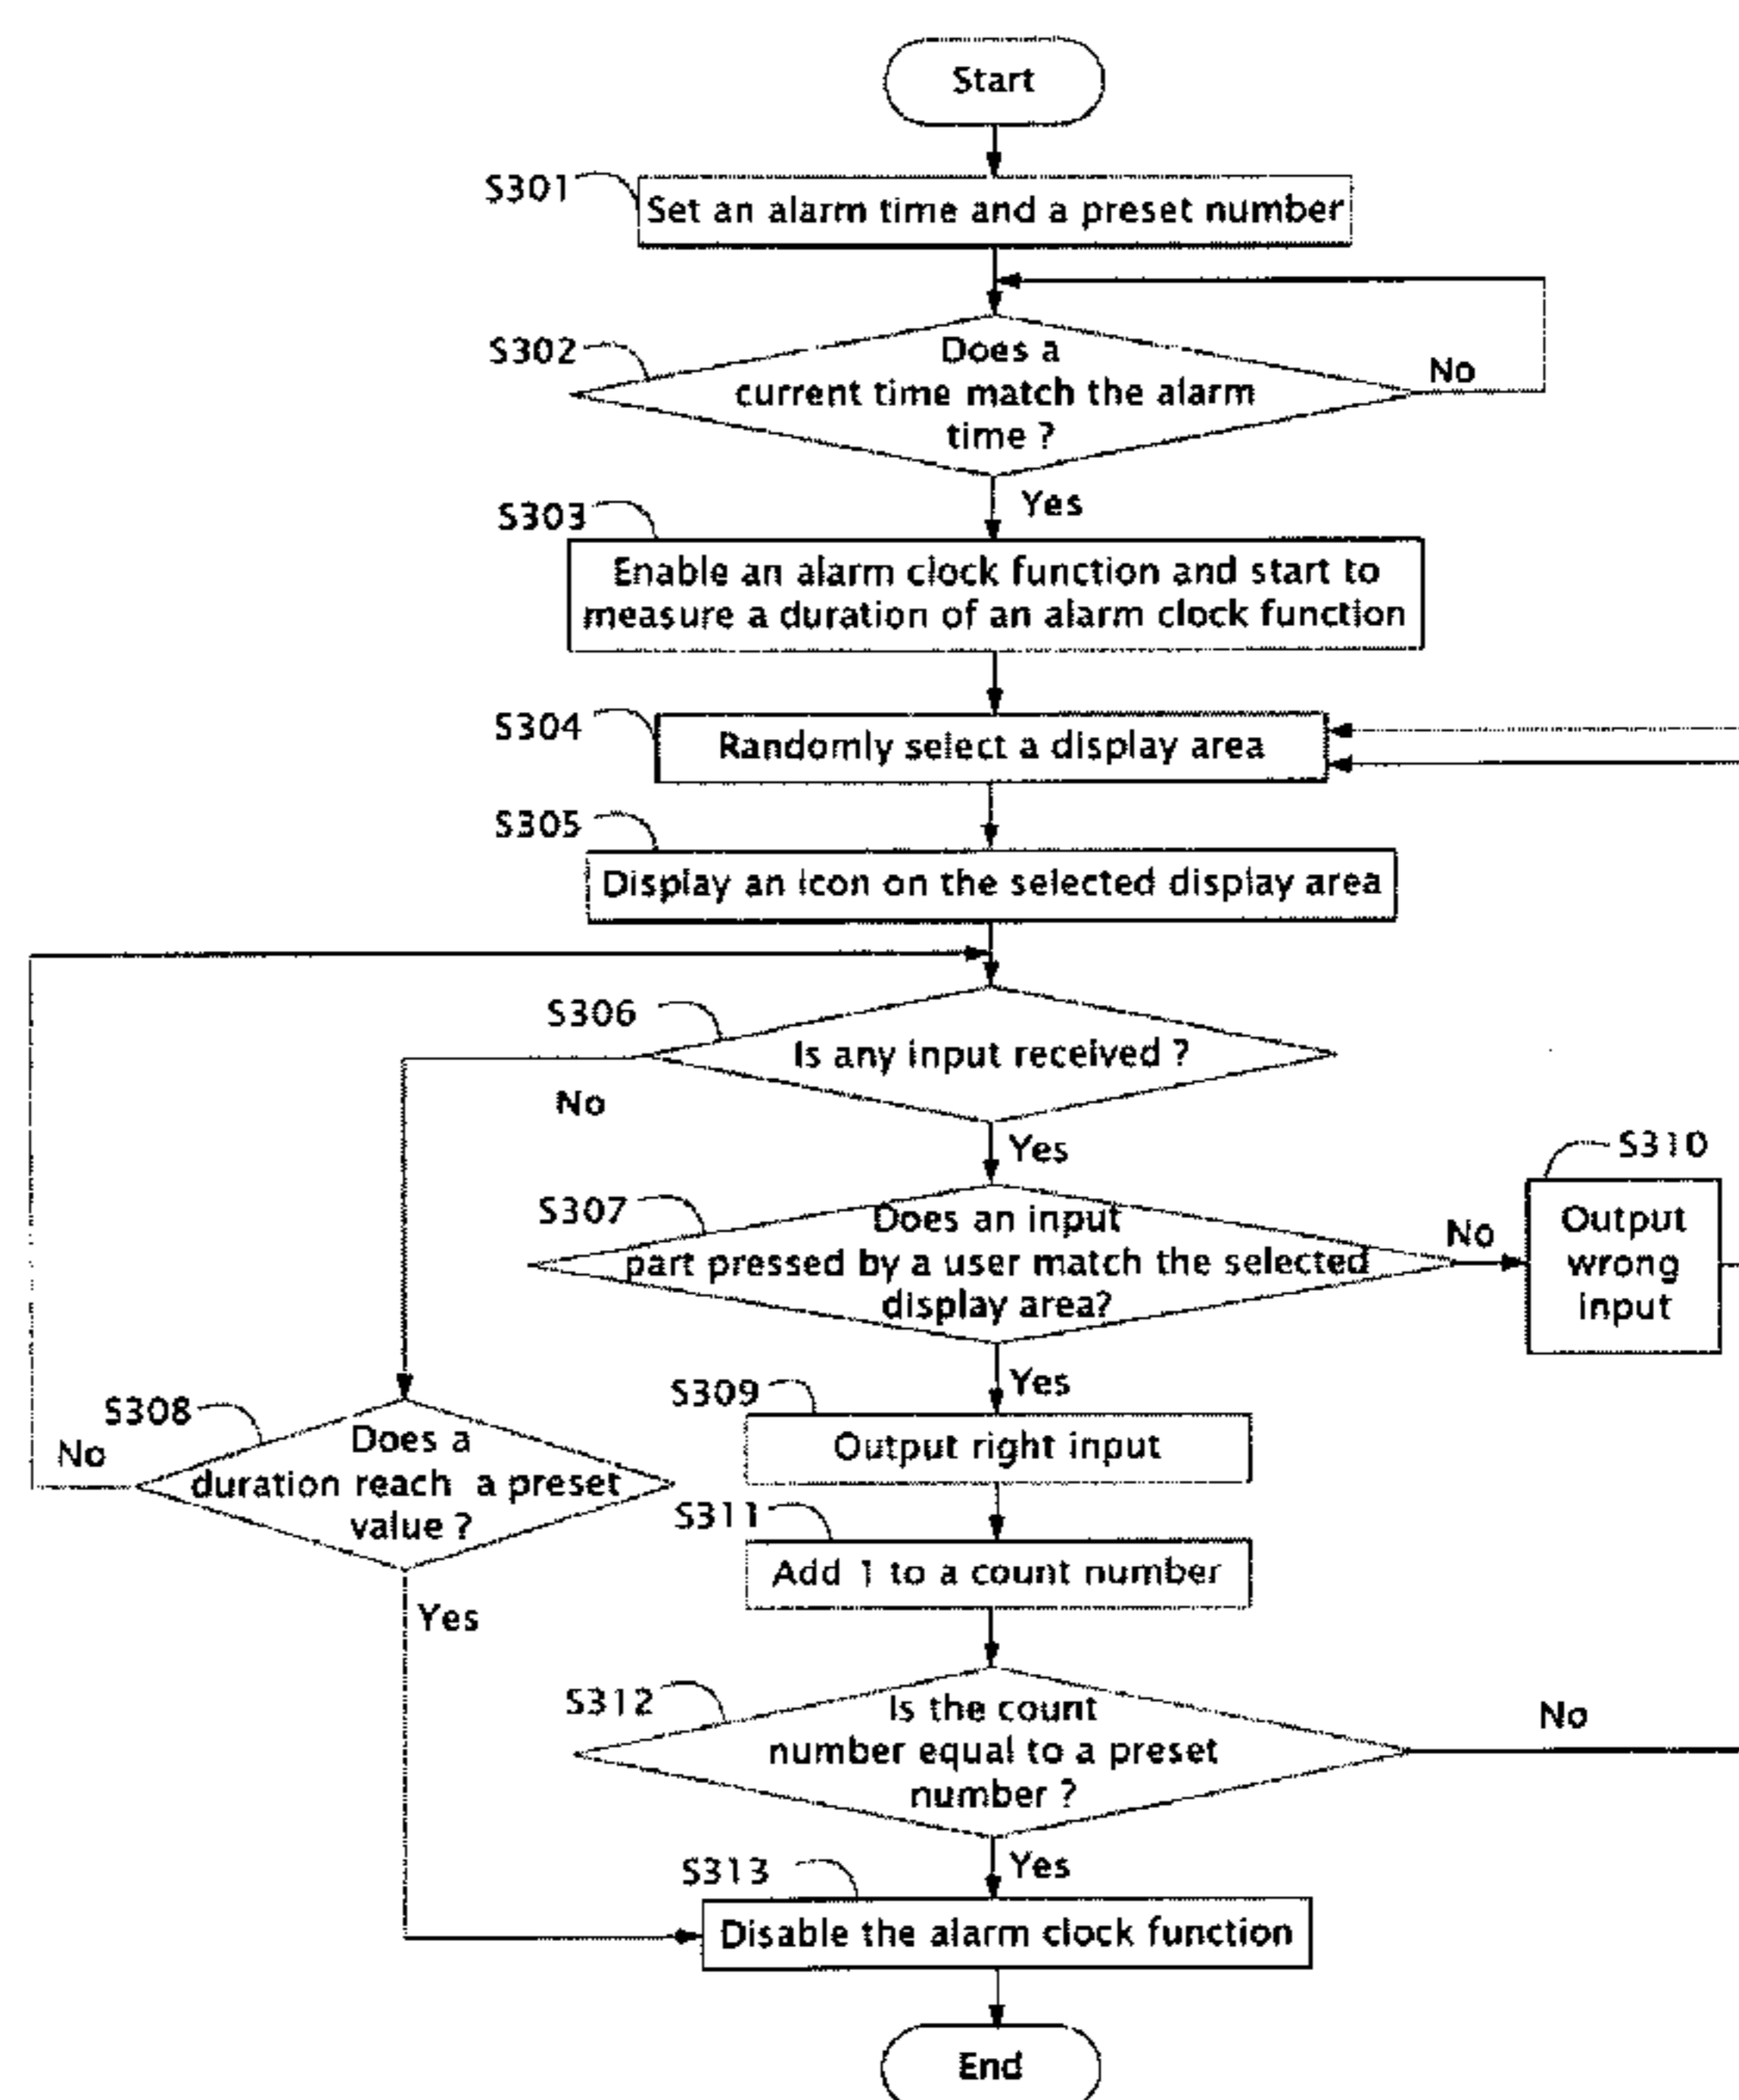 Start
S301
Set an alarm time and a preset number
S302
Does a
current time match the alarm
time ?
No
Yes
S303
Enable an alarm clock function and start to
measure a duration of an alarm clock function
S304
Randomly select a display area
S305
Display an icon on the selected display area
S306
Is any input received ?
No
Yes
S307
Does an input
part pressed by a user match the selected
display area?
No
S310
Output
wrong
input
Yes
S308
Does a
duration reach a preset
value ?
No
Yes
S309
Output right input
S311
Add 1 to a count number
S312
Is the count
number equal to a preset
number ?
No
Yes
S313
Disable the alarm clock function
End